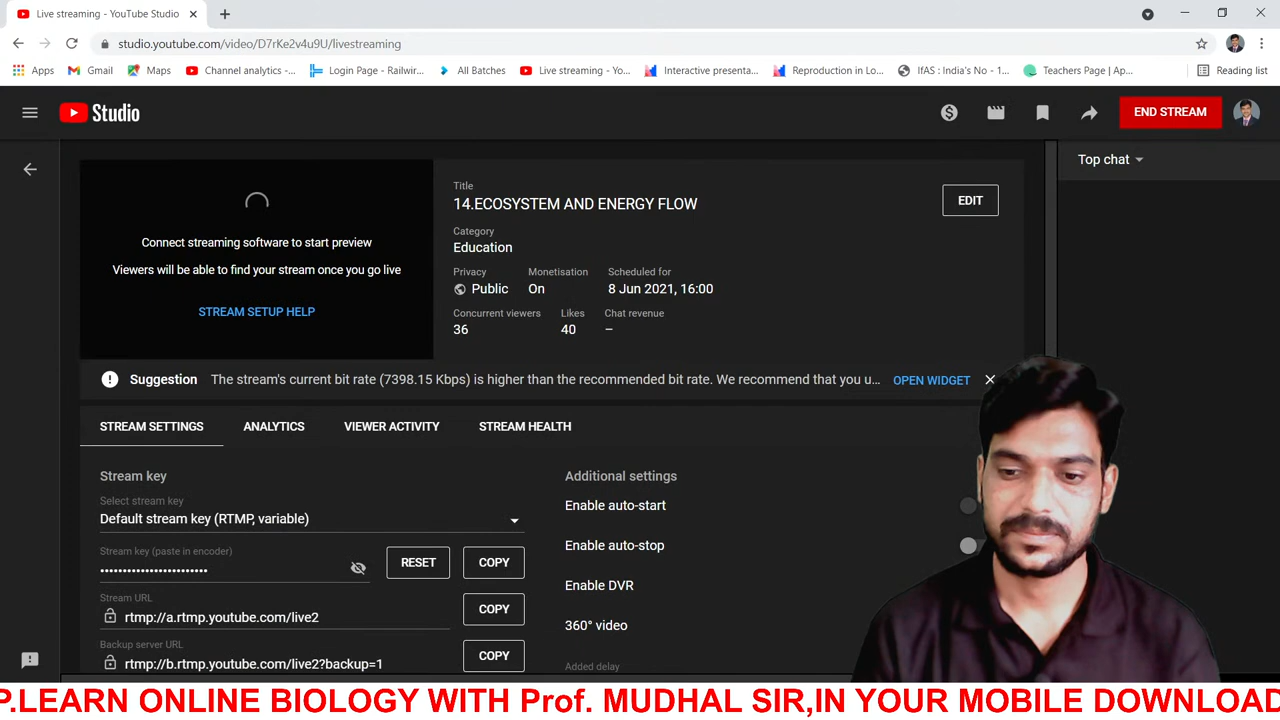 Live streaming - YouTube Studio
studio.youtube.com/video/D7rKe2v4u9U/livestreaming
Apps Gmail Maps Channel analytics -... Login Page - Railwir... All Batches Live streaming - Yo... Interactive presenta... Reproduction in Lo... IfAS : India's No - 1... Teachers Page | Ap... Reading list
Studio
END STREAM
Top chat
Connect streaming software to start preview
Viewers will be able to find your stream once you go live
STREAM SETUP HELP
Title
14.ECOSYSTEM AND ENERGY FLOW
EDIT
Category
Education
Privacy Monetisation Scheduled for
Public On 8 Jun 2021, 16:00
Concurrent viewers Likes Chat revenue
36 40 –
Suggestion The stream's current bit rate (7398.15 Kbps) is higher than the recommended bit rate. We recommend that you u... OPEN WIDGET
STREAM SETTINGS ANALYTICS VIEWER ACTIVITY STREAM HEALTH
Stream key
Select stream key
Default stream key (RTMP, variable)
Stream key (paste in encoder)
•••••••••••••••••••••••• RESET COPY
Stream URL
rtmp://a.rtmp.youtube.com/live2 COPY
Backup server URL
rtmp://b.rtmp.youtube.com/live2?backup=1 COPY
Additional settings
Enable auto-start
Enable auto-stop
Enable DVR
360° video
Added delay
P.LEARN ONLINE BIOLOGY WITH Prof. MUDHAL SIR,IN YOUR MOBILE DOWNLOAD